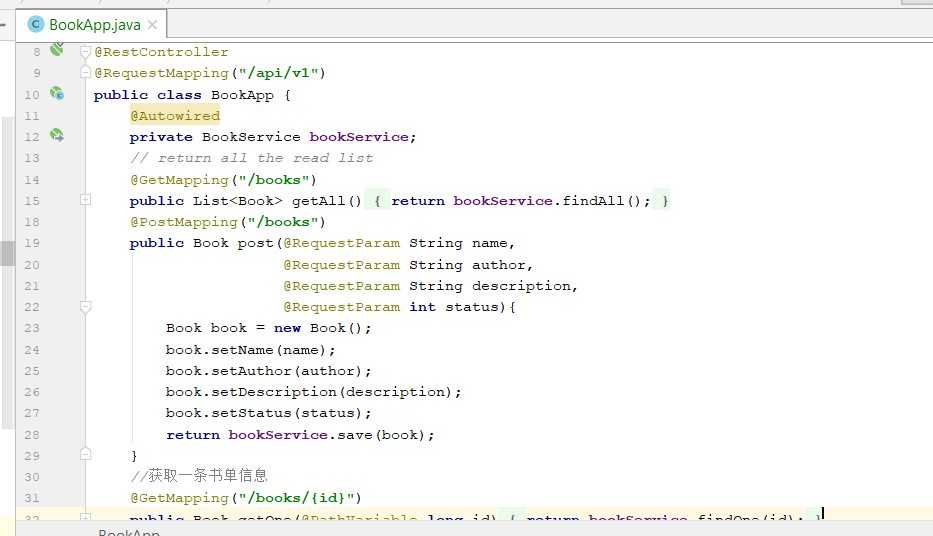 BookApp.java
8 @RestController
9 @RequestMapping("/api/v1")
10 public class BookApp {
11 @Autowired
12 private BookService bookService;
13 // return all the read list
14 @GetMapping("/books")
15 public List<Book> getAll() { return bookService.findAll(); }
18 @PostMapping("/books")
19 public Book post(@RequestParam String name,
20 @RequestParam String author,
21 @RequestParam String description,
22 @RequestParam int status){
23 Book book = new Book();
24 book.setName(name);
25 book.setAuthor(author);
26 book.setDescription(description);
27 book.setStatus(status);
28 return bookService.save(book);
29 }
30 //获取一条书单信息
31 @GetMapping("/books/{id}")
32 public Book getOne(@PathVariable long id) { return bookService.findOne(id); }
BookApp